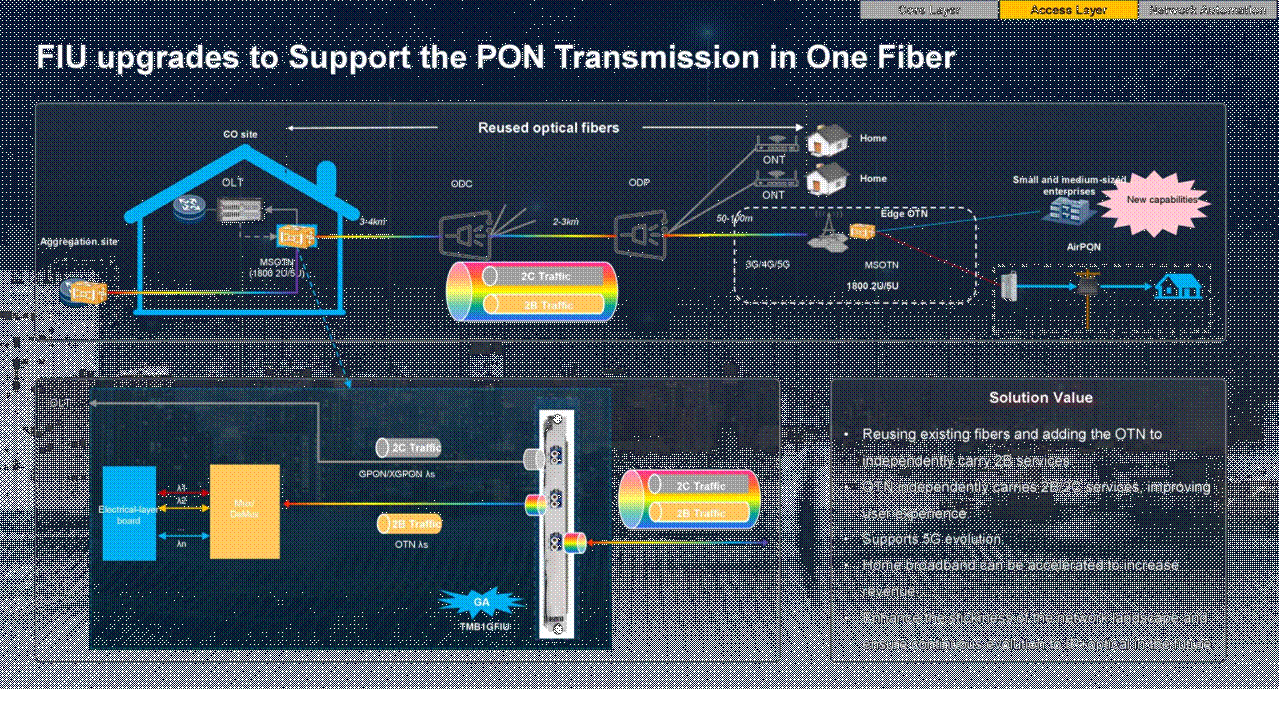 Core Layer
Access Layer
Network Automation
FIU upgrades to Support the PON Transmission in One Fiber
Reused optical fibers
CO site
OLT
ODC
ODP
ONT
Home
ONT
Home
3-4km
2-3km
50-100m
Edge OTN
Small and medium-sized
enterprises
New capabilities
Aggregation site
MSOTN
(1800 2U/5U)
2C Traffic
2B Traffic
3G/4G/5G
MSOTN
1800 2U/5U
AirPON
OLT
2C Traffic
GPON/XGPON λs
2B Traffic
OTN λs
Electrical-layer
board
λ1
λ2
...
λn
Mux/
DeMux
2C Traffic
2B Traffic
GA
TMB1GFIU
Solution Value
• Reusing existing fibers and adding the OTN to
independently carry 2B services
OTN independently carries services, improving
user experience
Supports 5G evolution
• Home broadband can be accelerated to increase
revenue